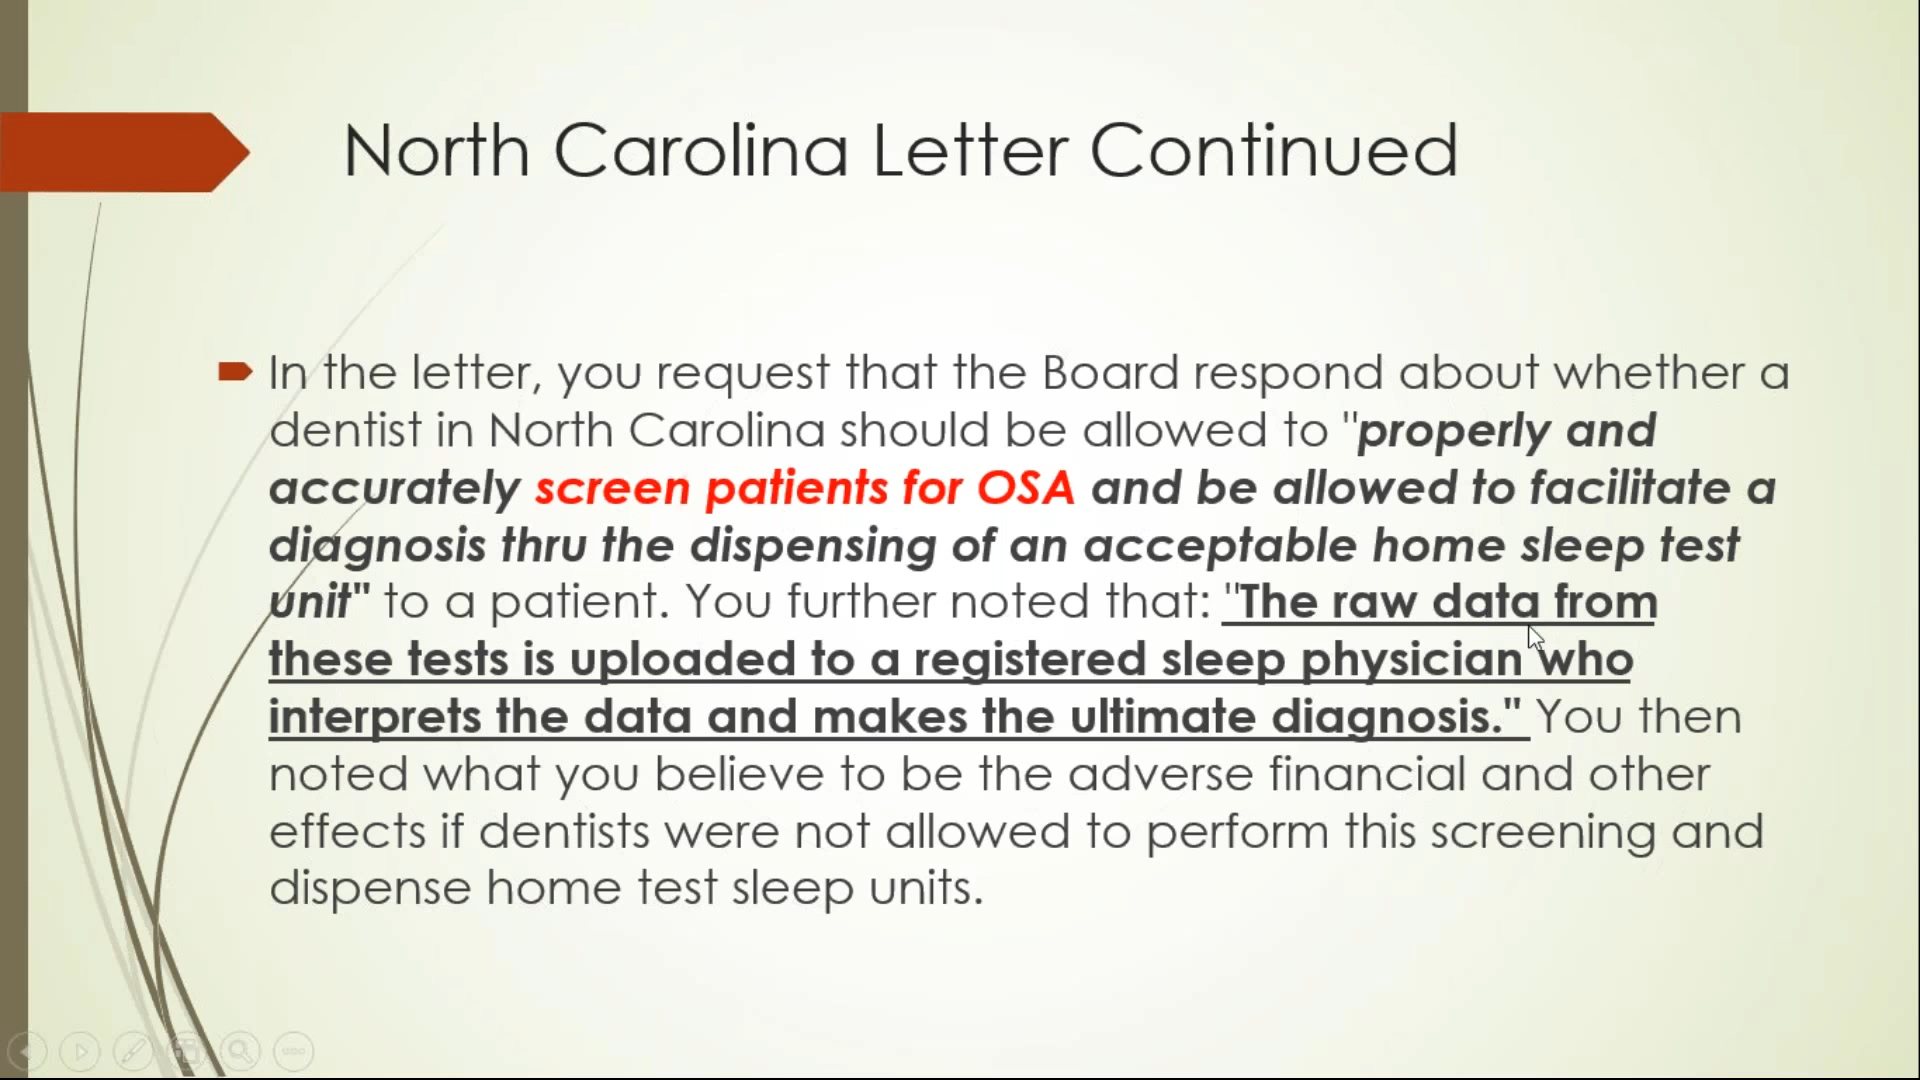 North Carolina Letter Continued
In the letter, you request that the Board respond about whether a
dentist in North Carolina should be allowed to "properly and
accurately screen patients for OSA and be allowed to facilitate a
diagnosis thru the dispensing of an acceptable home sleep test
unit" to a patient. You further noted that: "The raw data from
these tests is uploaded to a registered sleep physician who
interprets the data and makes the ultimate diagnosis." You then
noted what you believe to be the adverse financial and other
effects if dentists were not allowed to perform this screening and
dispense home test sleep units.